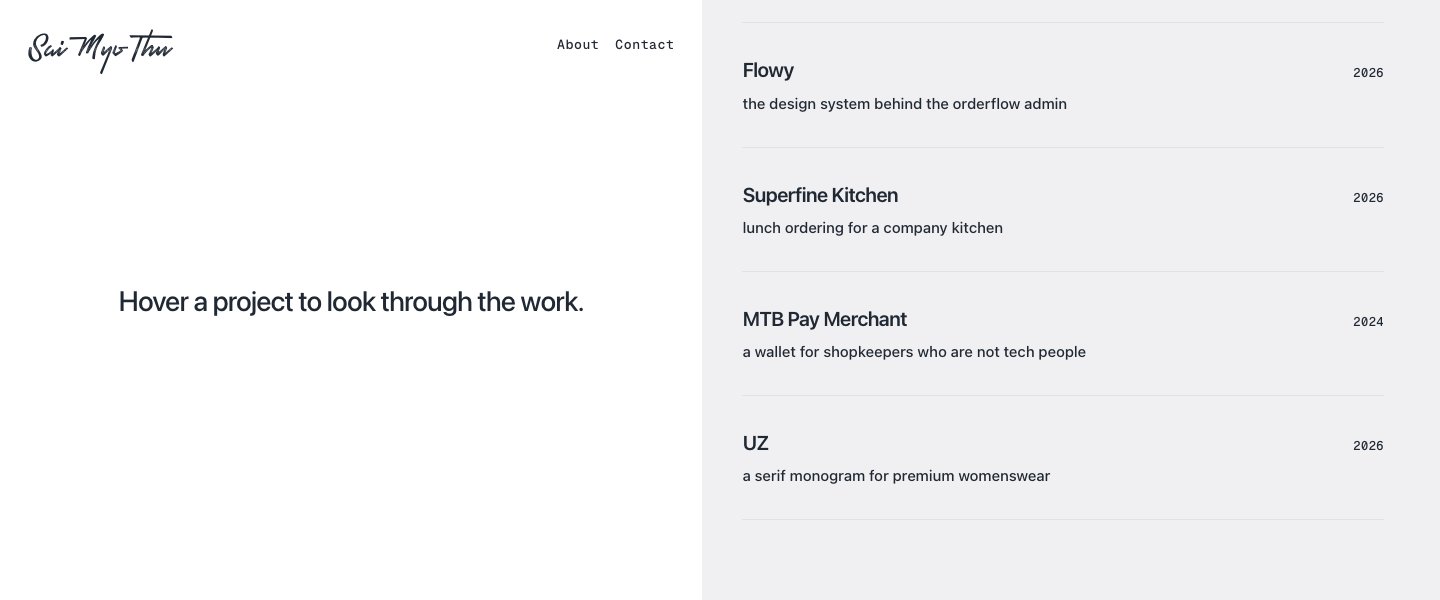 Sai Myo Thu
About Contact
Hover a project to look through the work.
Flowy 2026
the design system behind the orderflow admin
Superfine Kitchen 2026
lunch ordering for a company kitchen
MTB Pay Merchant 2024
a wallet for shopkeepers who are not tech people
UZ 2026
a serif monogram for premium womenswear